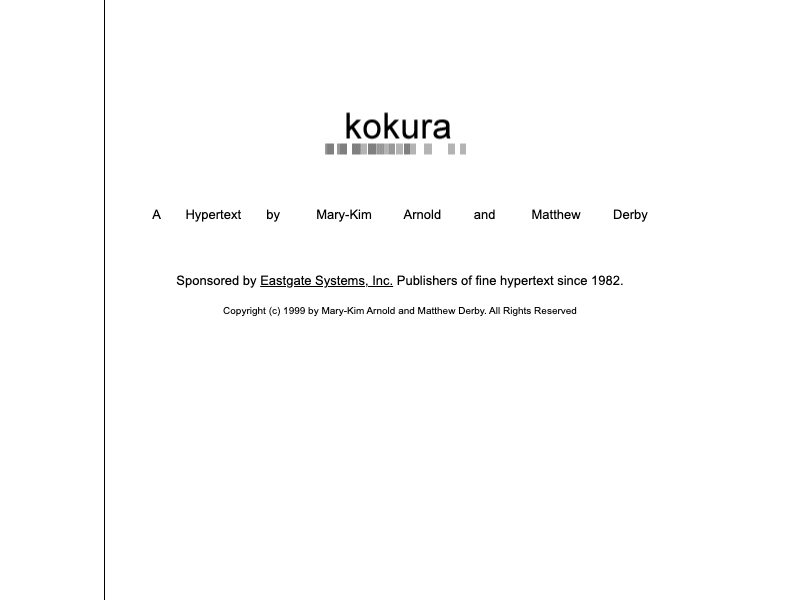 kokura
A Hypertext by Mary-Kim Arnold and Matthew Derby
Sponsored by Eastgate Systems, Inc. Publishers of fine hypertext since 1982.
Copyright (c) 1999 by Mary-Kim Arnold and Matthew Derby. All Rights Reserved